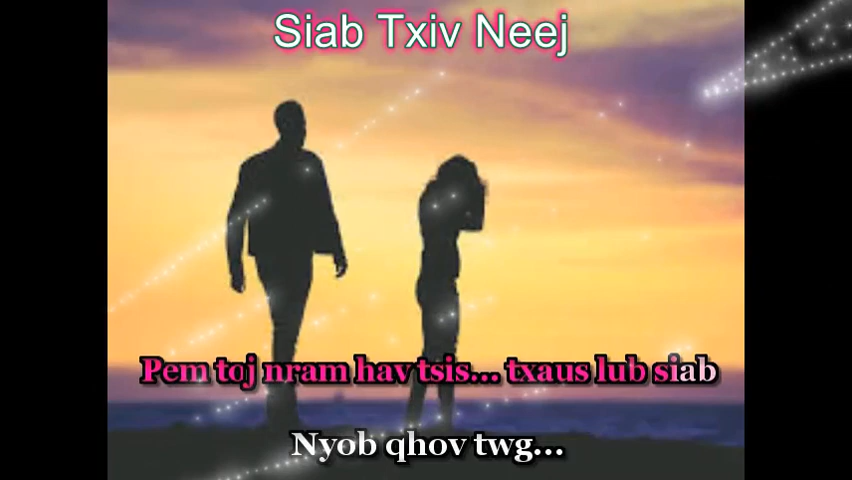 Siab Txiv Neej
Pem toj nram hav tsis... txaus lub siab
Nyob qhov twg...